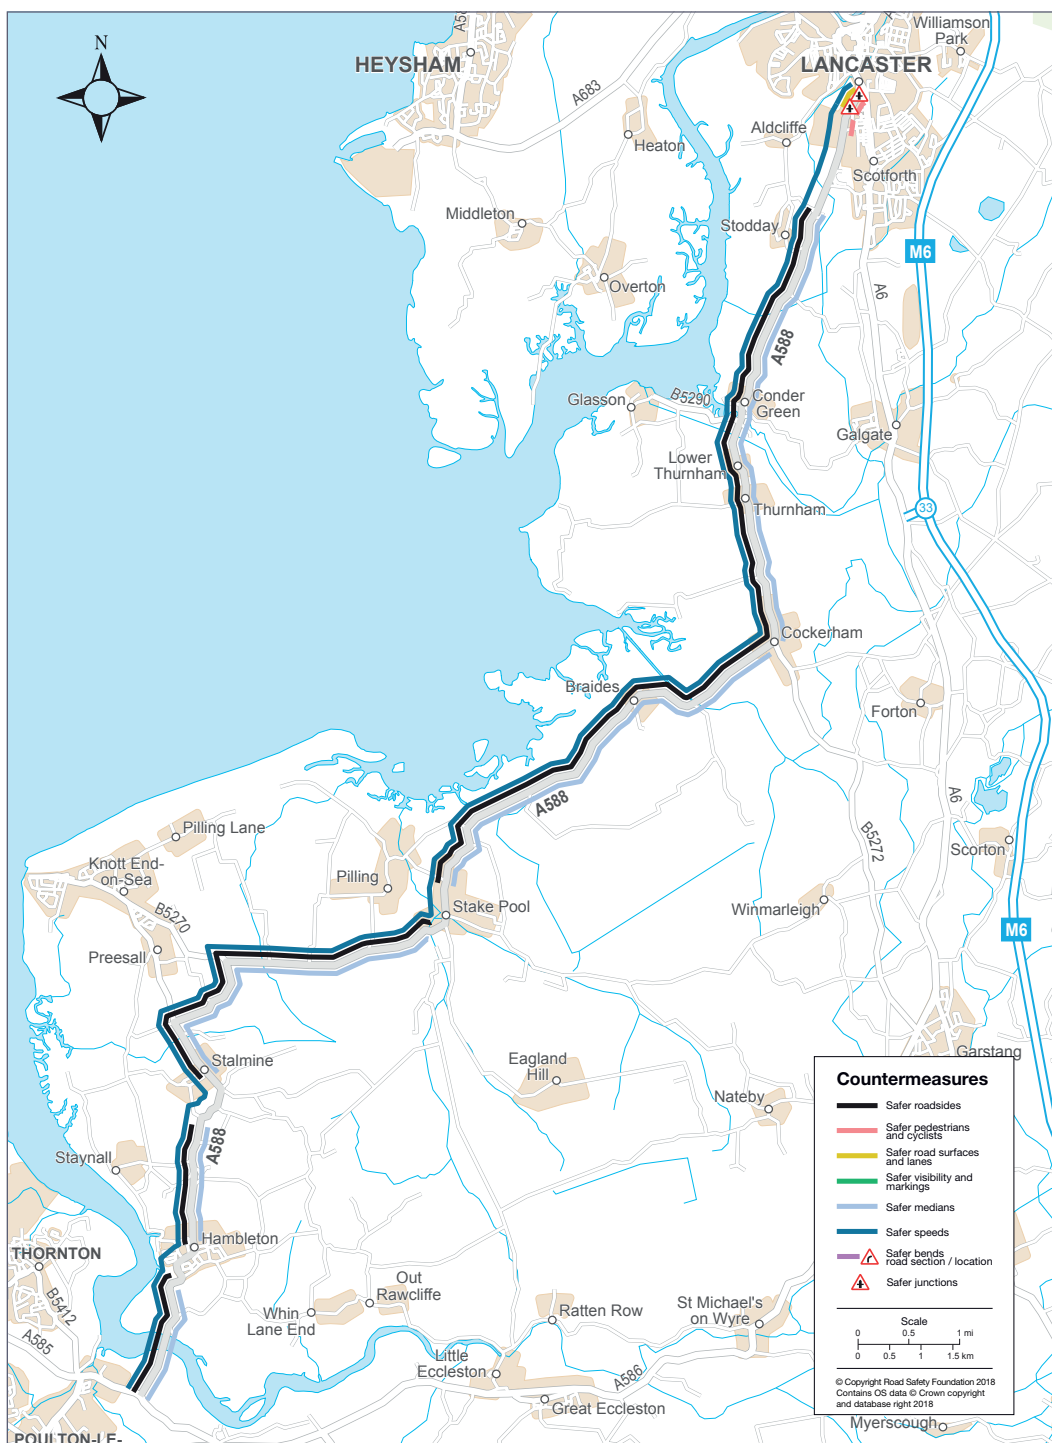 N
A58
HEYSHAM
LANCASTER
Williamson
Park
A683
Heaton
Aldcliffe
Scotforth
Middleton
Stodday
M6
Overton
A6
A588
Glasson
B5290
Conder
Green
Galgate
Lower
Thurnham
Thurnham
33
Cockerham
Braides
Forton
A588
A6
B5272
Pilling Lane
Scorton
Knott End-
on-Sea
Pilling
B5270
Stake Pool
Winmarleigh
M6
Preesall
Stalmine
Eagland
Hill
Garstang
Nateby
A588
Staynall
Hambleton
THORNTON
B5412
Out
Rawcliffe
Whin
Lane End
Ratten Row
St Michael's
on Wyre
A585
Little
Eccleston
A586
Great Eccleston
Myerscough
POULTON-LE-
Countermeasures
Safer roadsides
Safer pedestrians
and cyclists
Safer road surfaces
and lanes
Safer visibility and
markings
Safer medians
Safer speeds
Safer bends
road section / location
Safer junctions
Scale
0 0.5 1 mi
0 0.5 1 1.5 km
© Copyright Road Safety Foundation 2018
Contains OS data © Crown copyright
and database right 2018